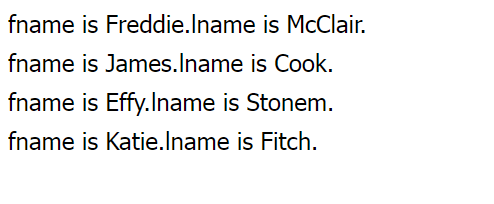 fname is Freddie.lname is McClair.
fname is James.lname is Cook.
fname is Effy.lname is Stonem.
fname is Katie.lname is Fitch.